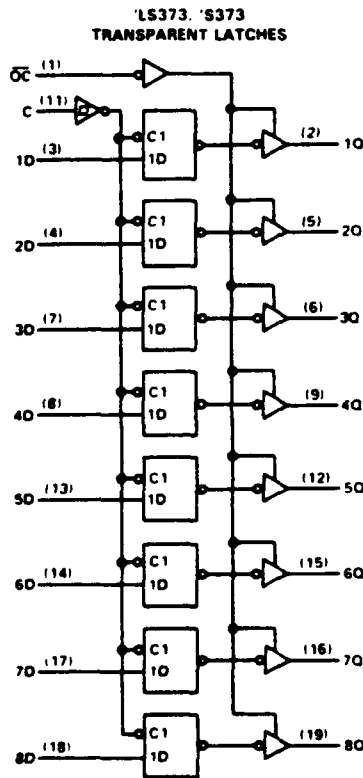 'LS373, 'S373
TRANSPARENT LATCHES
OC (1)
C (11)
C1 (2) 1Q
1D (3) 1D
C1 (5) 2Q
2D (4) 1D
C1 (6) 3Q
3D (7) 1D
C1 (9) 4Q
4D (8) 1D
C1 (12) 5Q
5D (13) 1D
C1 (15) 6Q
6D (14) 1D
C1 (16) 7Q
7D (17) 1D
C1 (19) 8Q
8D (18) 1D